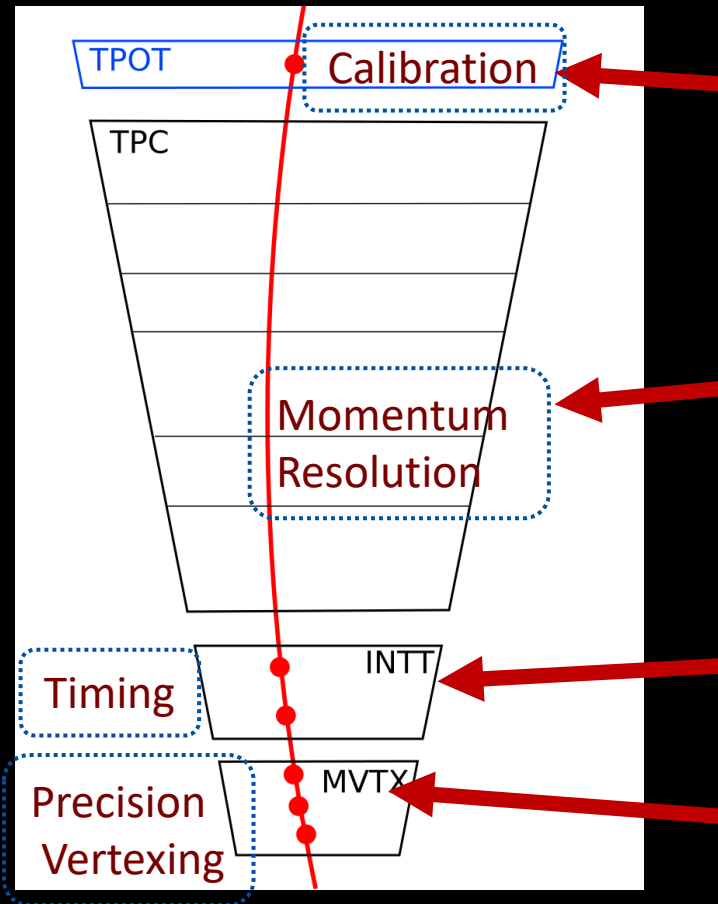 TPOT
Calibration
TPC
Momentum
Resolution
INTT
Timing
MVTX
Precision
Vertexing